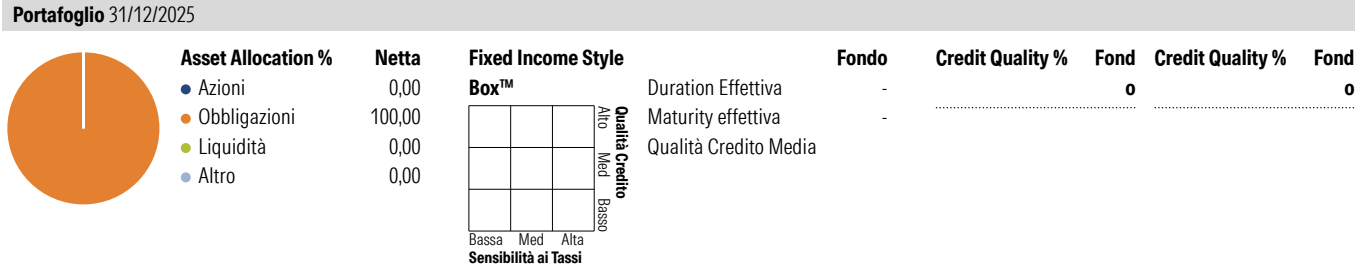 Portafoglio 31/12/2025
Asset Allocation % Netta
Azioni 0,00
Obbligazioni 100,00
Liquidità 0,00
Altro 0,00
Fixed Income Style
Box™
Alto Med Basso
Qualità Credito
Bassa Med Alta
Sensibilità ai Tassi
Fondo
Duration Effettiva -
Maturity effettiva -
Qualità Credito Media
Credit Quality % Fond
o
Credit Quality % Fond
o